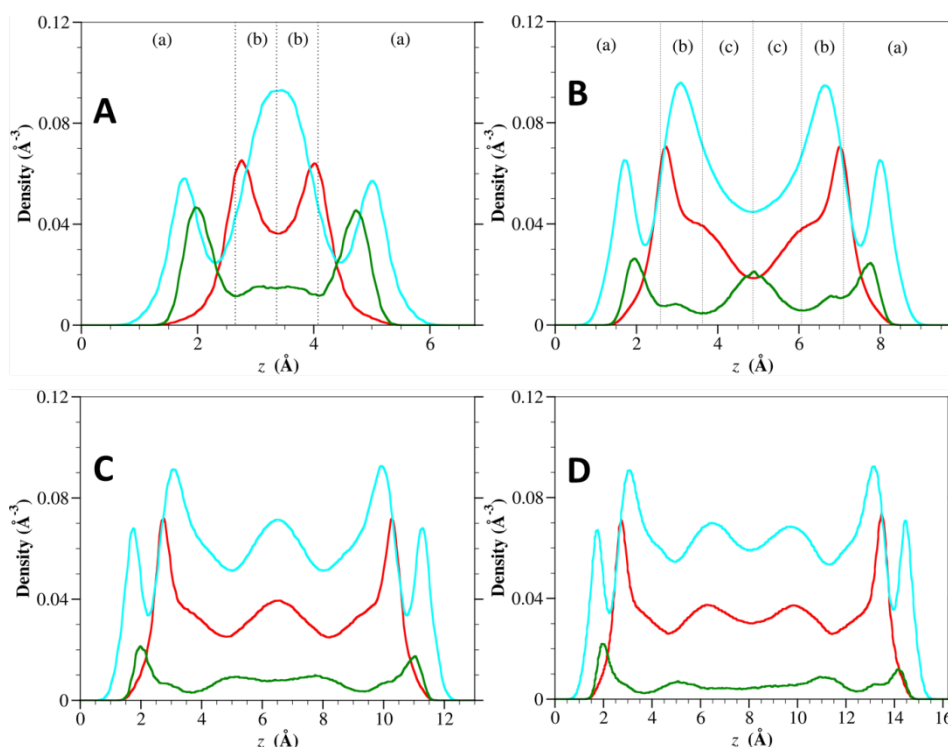 A
0.12
0.08
0.04
0
Density (Å⁻³)
(a) (b) (b) (a)
0 2 4 6
z (Å)
B
0.12
0.08
0.04
0
Density (Å⁻³)
(a) (b) (c) (c) (b) (a)
0 2 4 6 8
z (Å)
C
0.12
0.08
0.04
0
Density (Å⁻³)
0 2 4 6 8 10 12
z (Å)
D
0.12
0.08
0.04
0
Density (Å⁻³)
0 2 4 6 8 10 12 14 16
z (Å)